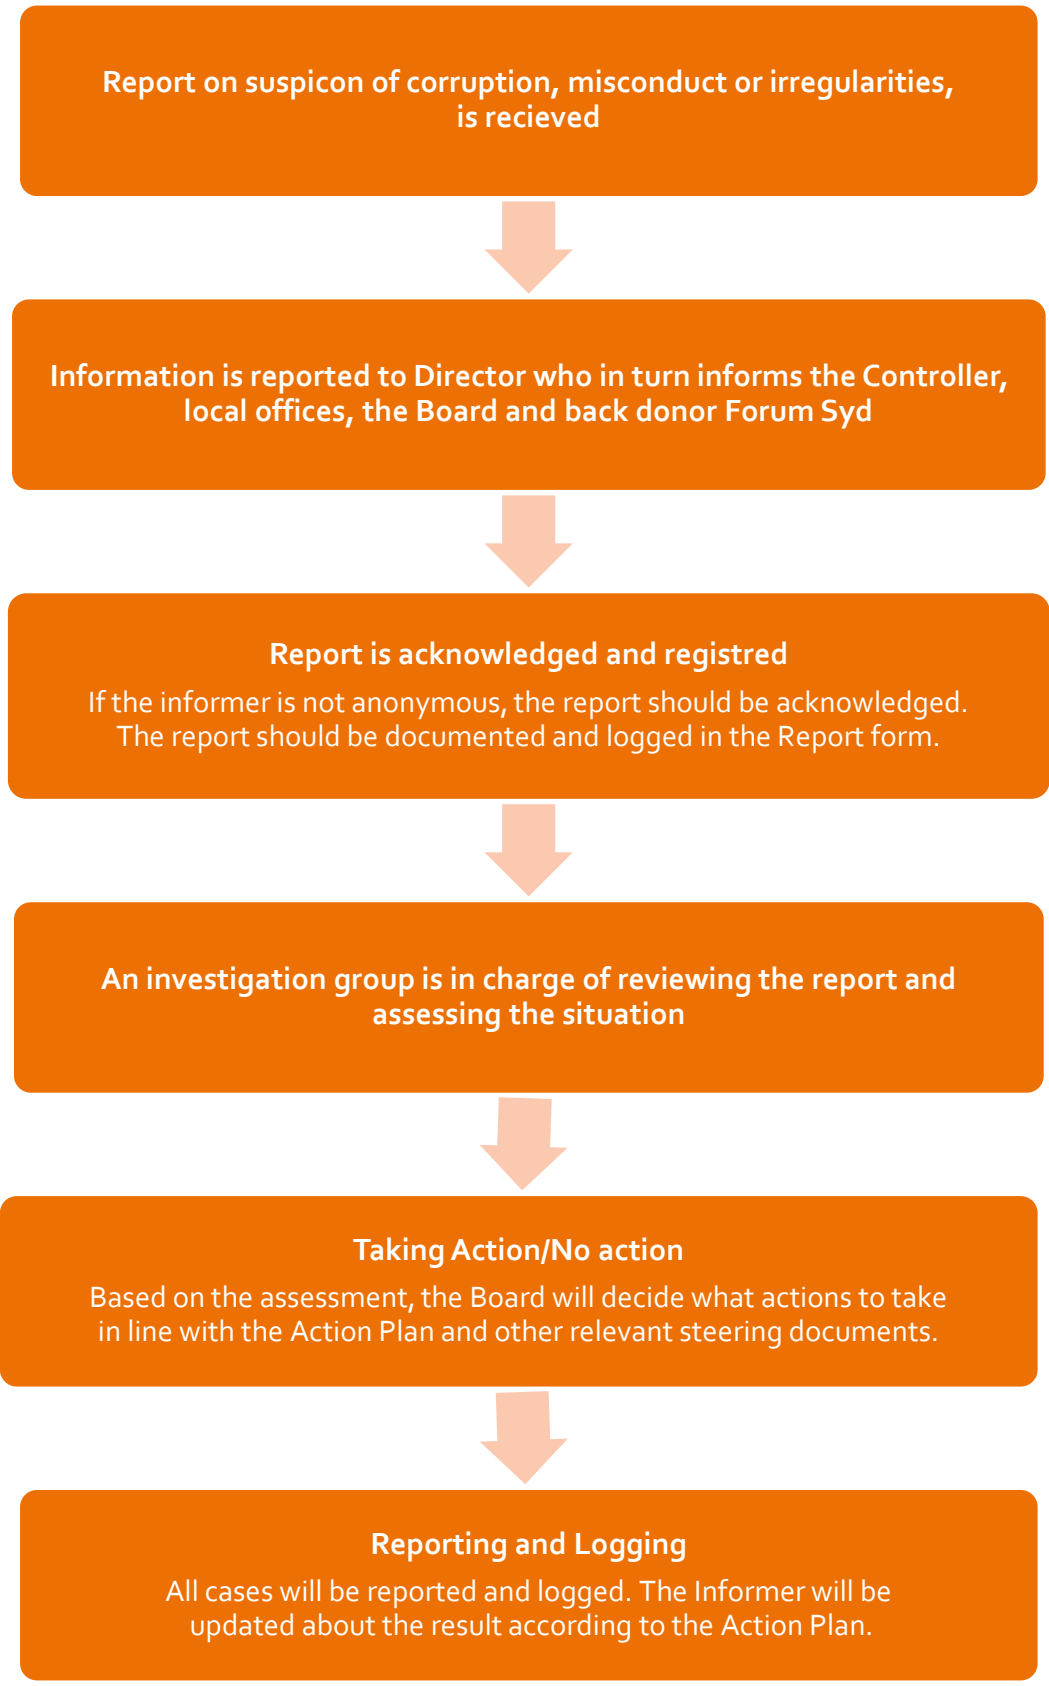 Report on suspicon of corruption, misconduct or irregularities,
is recieved
Information is reported to Director who in turn informs the Controller,
local offices, the Board and back donor Forum Syd
Report is acknowledged and registred
If the informer is not anonymous, the report should be acknowledged.
The report should be documented and logged in the Report form.
An investigation group is in charge of reviewing the report and
assessing the situation
Taking Action/No action
Based on the assessment, the Board will decide what actions to take
in line with the Action Plan and other relevant steering documents.
Reporting and Logging
All cases will be reported and logged. The Informer will be
updated about the result according to the Action Plan.